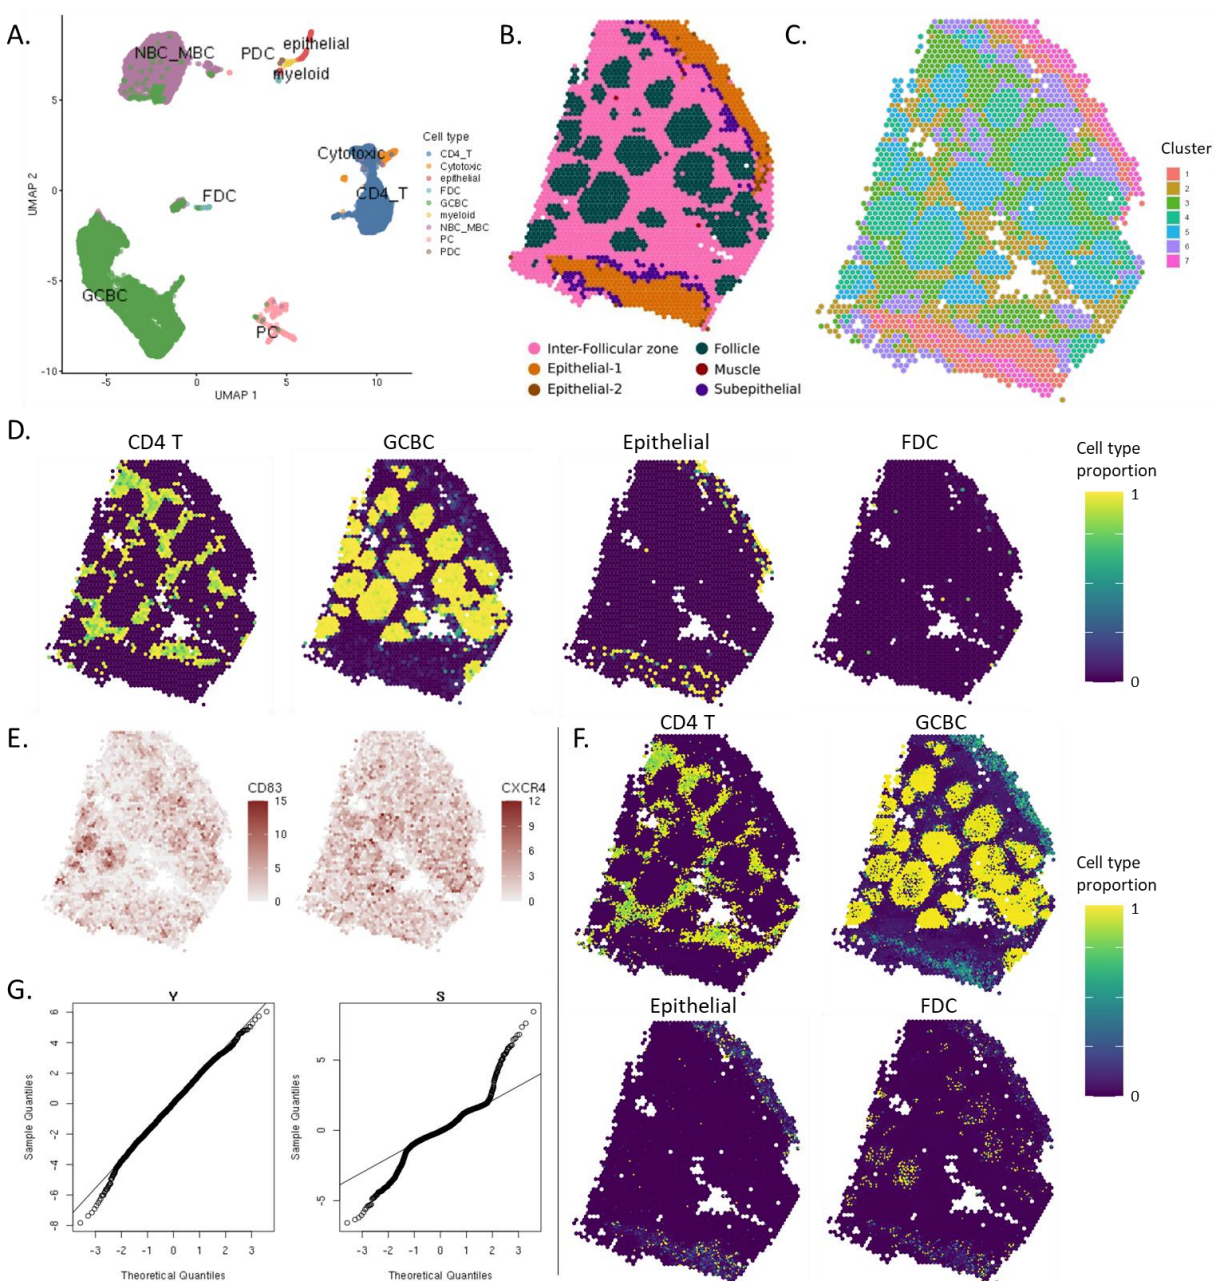 A.
NBC_MBC
PDC
epithelial
myeloid
Cytotoxic
CD4_T
FDC
GCBC
PC
5
0
-5
-10
-5
0
5
10
UMAP 2
UMAP 1
Cell type
CD4_T
Cytotoxic
epithelial
FDC
GCBC
myeloid
NBC_MBC
PC
PDC
B.
Inter-Follicular zone
Epithelial-1
Epithelial-2
Follicle
Muscle
Subepithelial
C.
Cluster
1
2
3
4
5
6
7
D.
CD4 T
GCBC
Epithelial
FDC
Cell type
proportion
1
0
E.
CD83
15
10
5
0
CXCR4
12
9
6
3
0
F.
CD4 T
GCBC
Epithelial
FDC
Cell type
proportion
1
0
G.
Y
Sample Quantiles
6
4
2
0
-2
-4
-6
-8
-3 -2 -1 0 1 2 3
Theoretical Quantiles
S
Sample Quantiles
5
0
-5
-3 -2 -1 0 1 2 3
Theoretical Quantiles